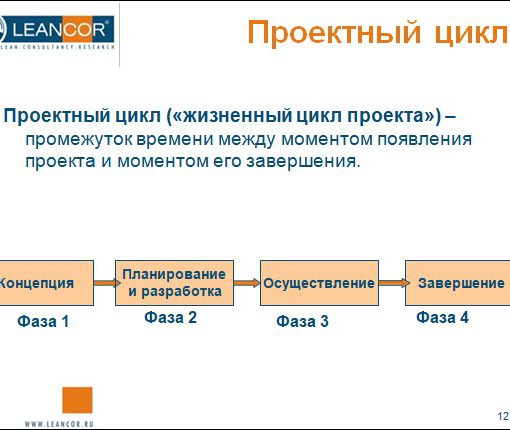 LEANCOR®
LEAN.CONSULTANCY.RESEARCH
Проектный цикл
Проектный цикл («жизненный цикл проекта») –
промежуток времени между моментом появления
проекта и моментом его завершения.
Концепция
Планирование
и разработка
Осуществление
Завершение
Фаза 1
Фаза 2
Фаза 3
Фаза 4
WWW.LEANCOR.RU
12